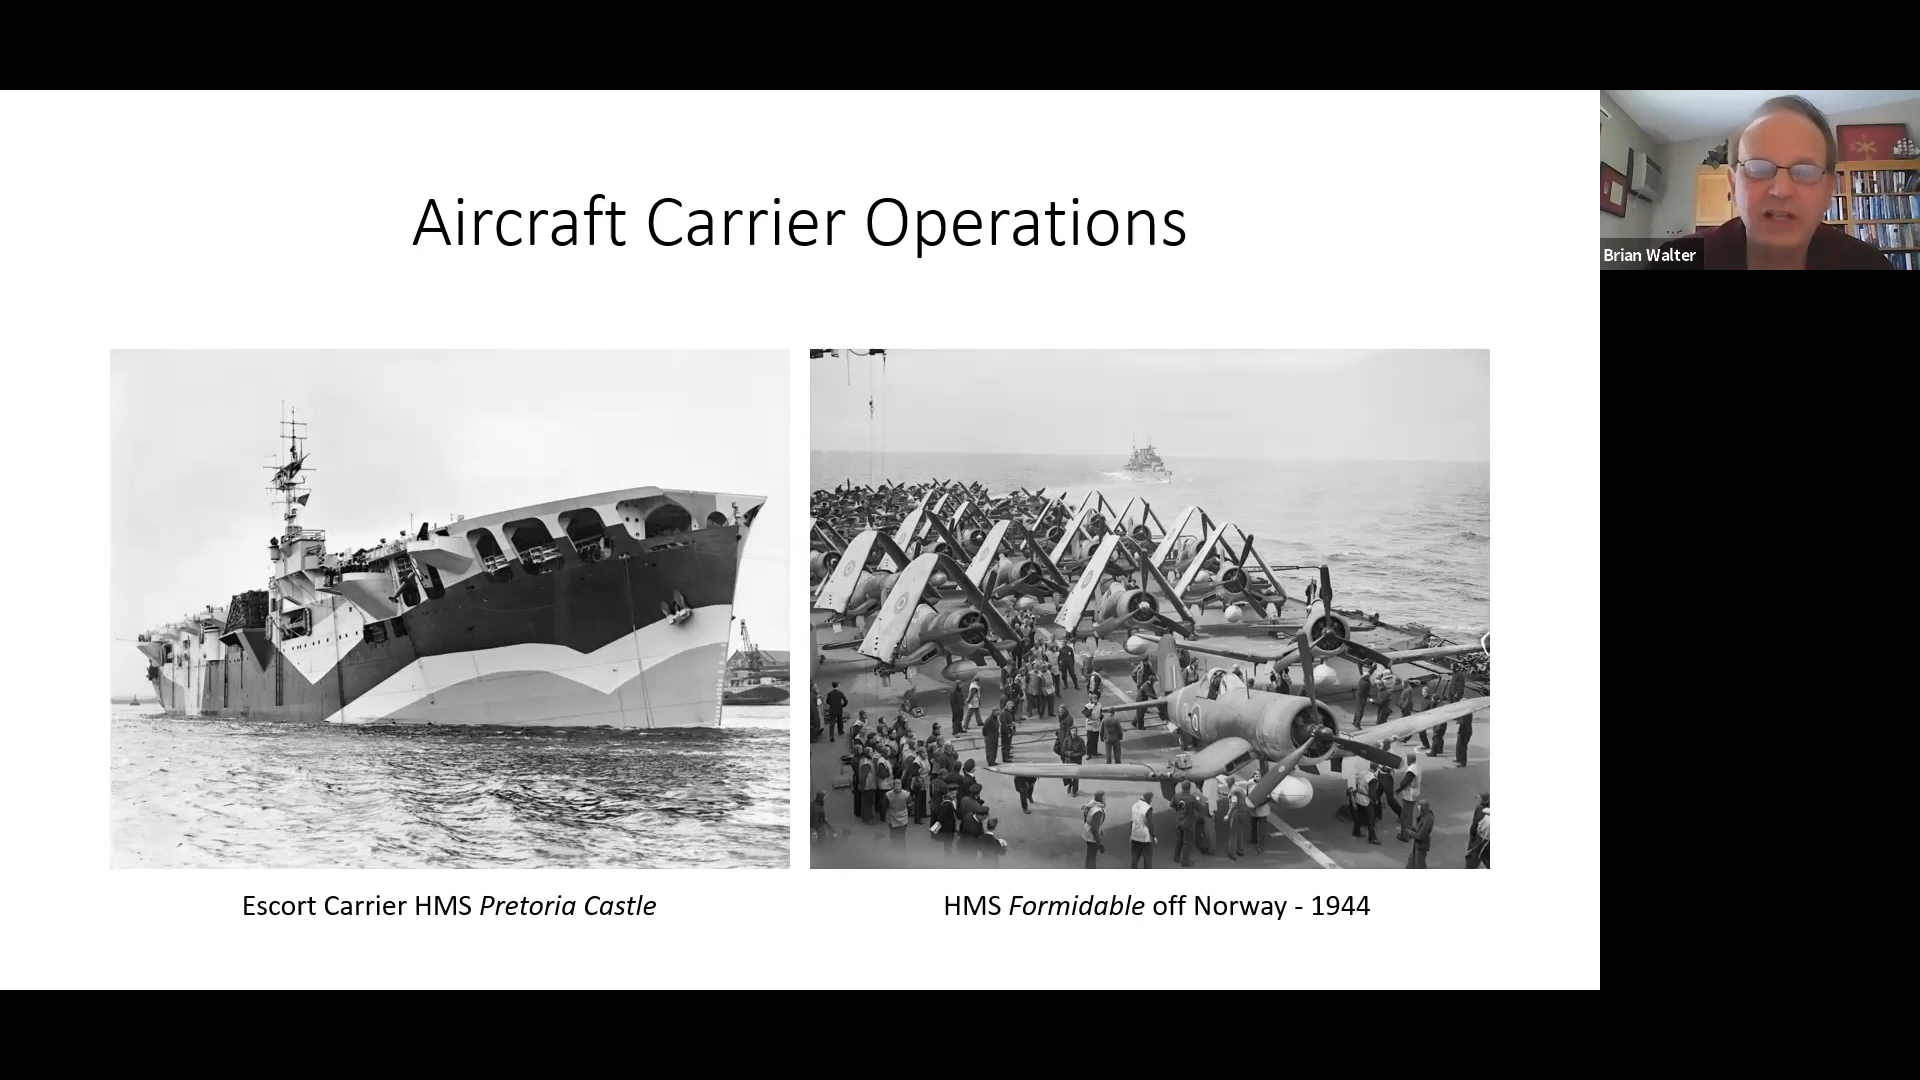 Aircraft Carrier Operations
Brian Walter
Escort Carrier HMS Pretoria Castle
HMS Formidable off Norway - 1944